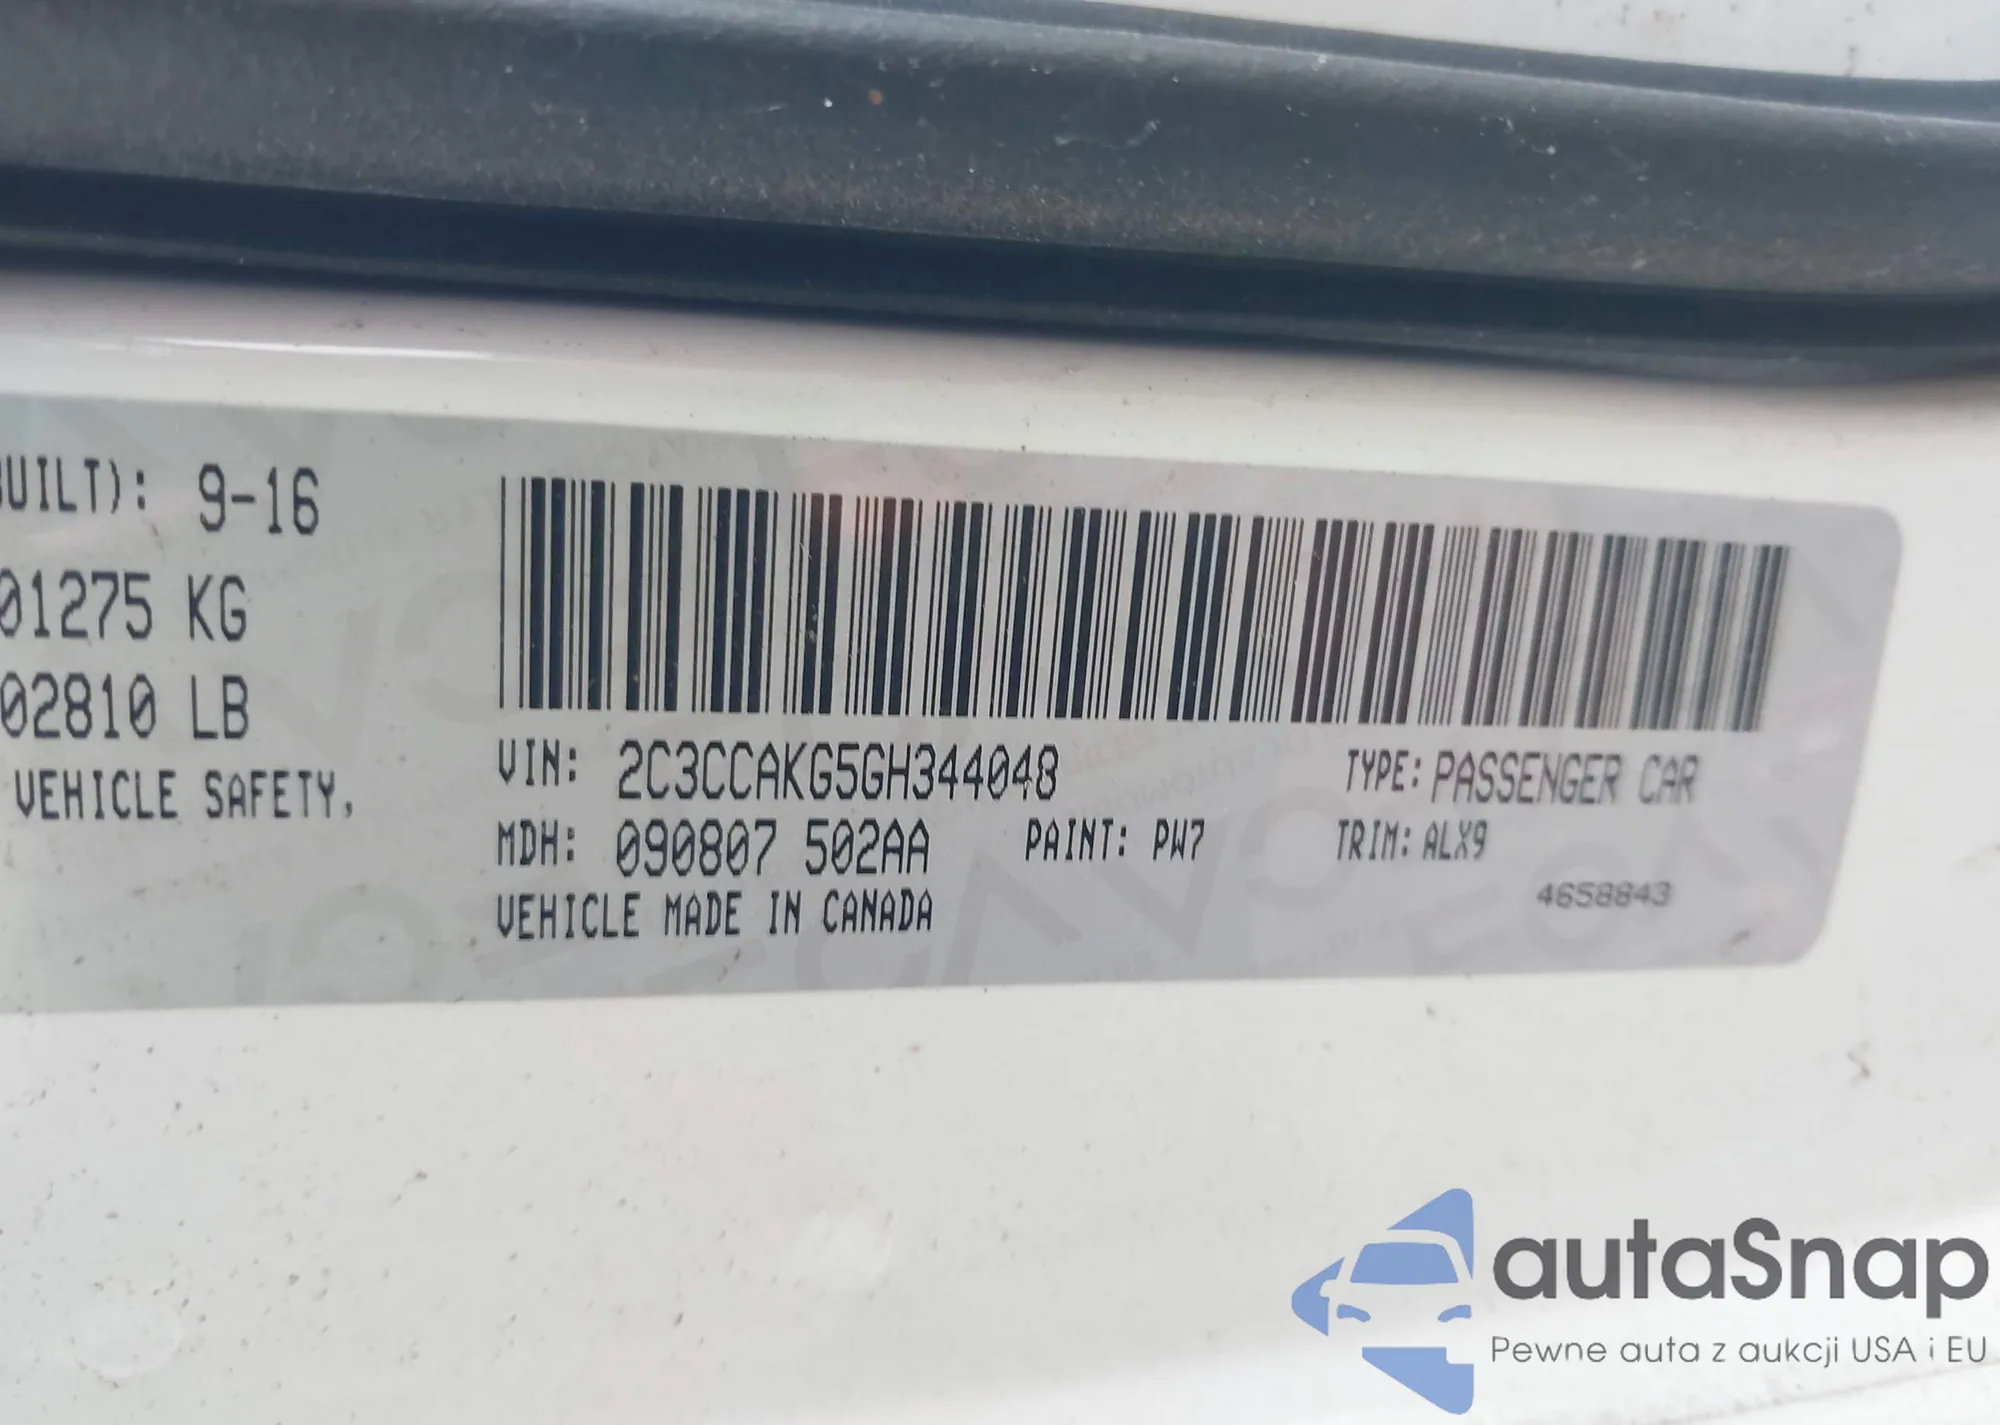 BUILT): 9-16
01275 KG
02810 LB
VEHICLE SAFETY,
VIN: 2C3CCAKG5GH344048 TYPE: PASSENGER CAR
MDH: 090807 502AA PAINT: PW7 TRIM: ALX9
VEHICLE MADE IN CANADA
4658843
autaSnap
Pewne auta z aukcji USA i EU